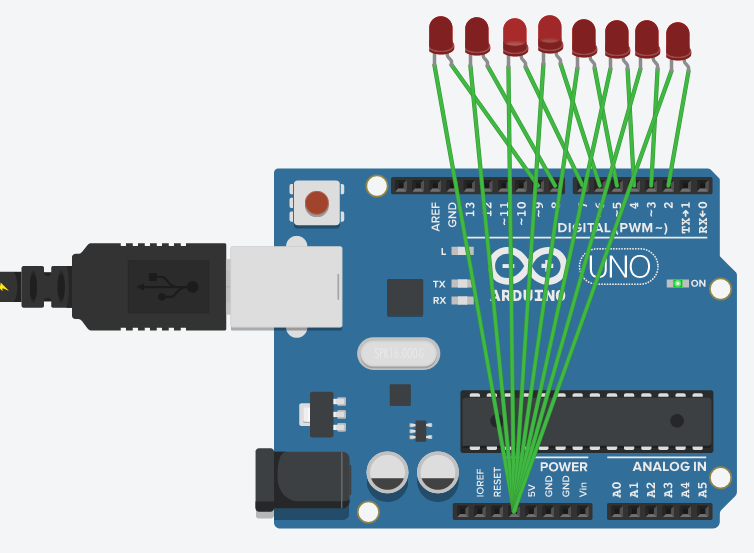 AREF
GND
13
12
~11
~10
~9
8
7
6
~5
4
~3
2
TX→1
RX←0
DIGITAL (PWM~)
L
TX
RX
ARDUINO
UNO
ON
SPK16.000G
POWER
ANALOG IN
IOREF
RESET
5V
GND
GND
Vin
A0
A1
A2
A3
A4
A5